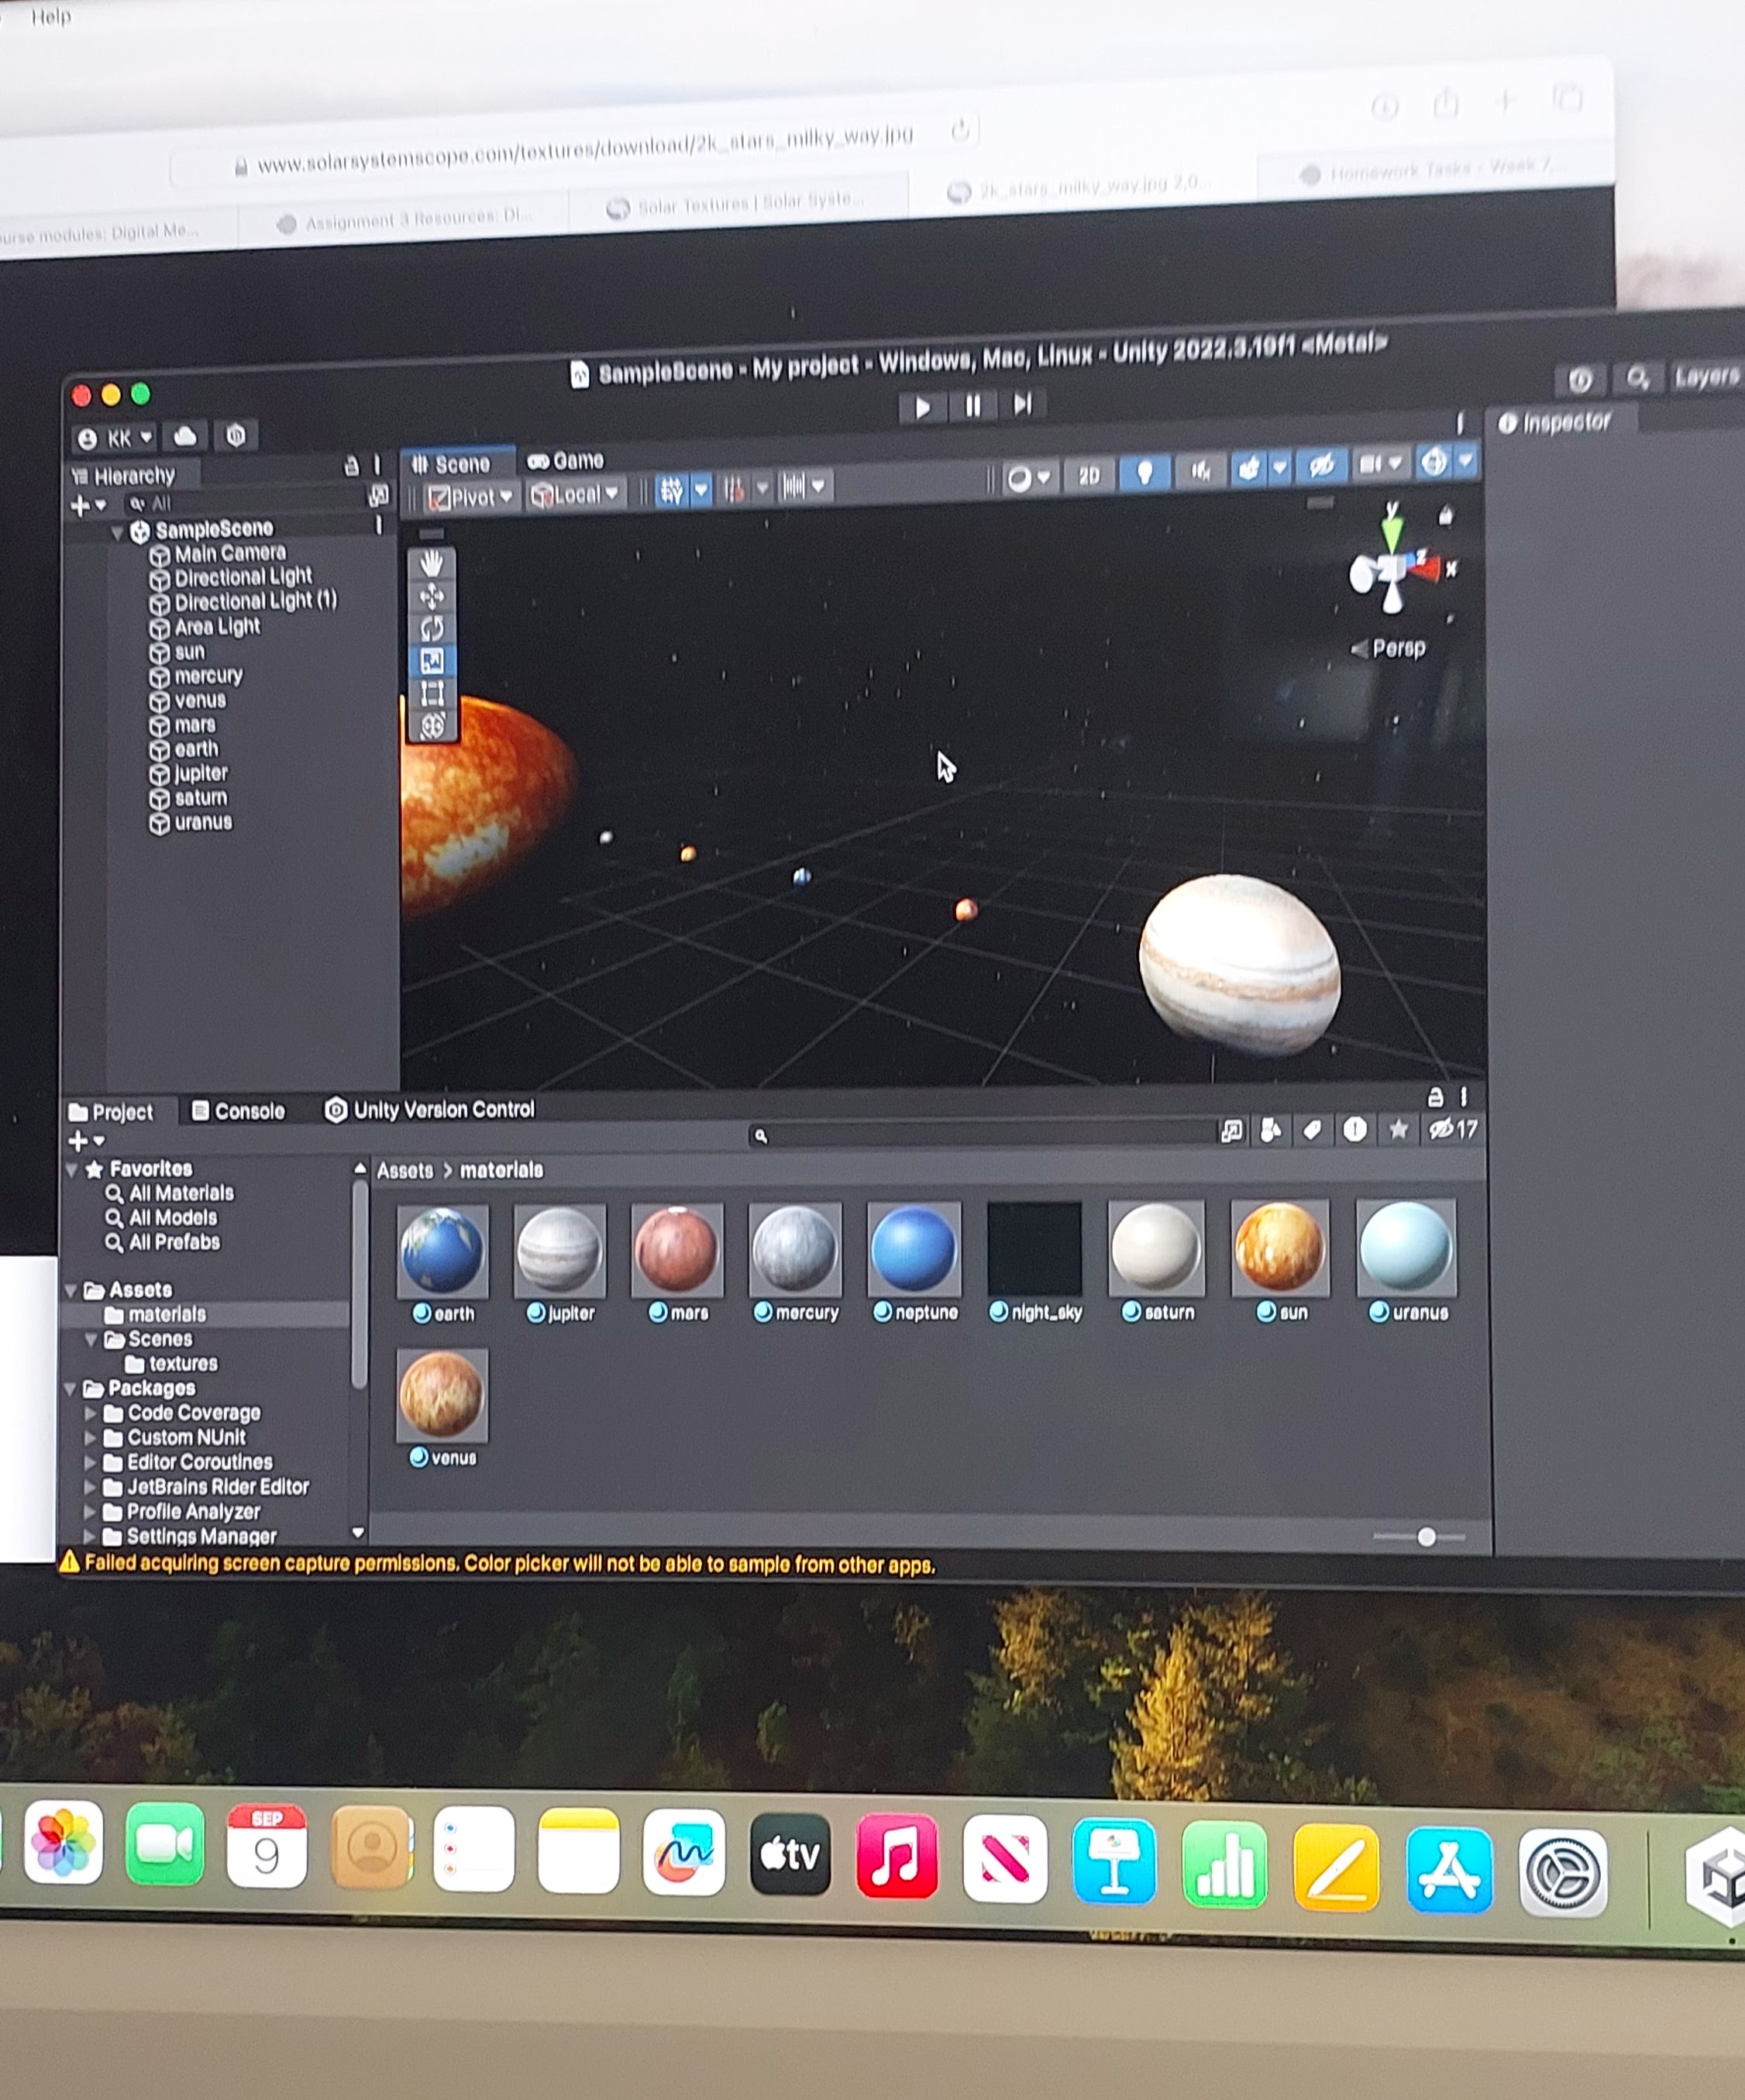 Help
www.solarsystemscope.com/textures/download/2k_stars_milky_way.jpg
urse modules: Digital Me...
Assignment 3 Resources: Di...
Solar Textures | Solar Syste...
2k_stars_milky_way.jpg 2,0...
Homework Tasks - Week 7,...
SampleScene - My project - Windows, Mac, Linux - Unity 2022.3.19f1 <Metal>
Layers
KK
Hierarchy
Scene
Game
Inspector
All
Pivot
Local
2D
SampleScene
Main Camera
Directional Light
Directional Light (1)
Area Light
sun
mercury
venus
mars
earth
jupiter
saturn
uranus
y
z
x
Persp
Project
Console
Unity Version Control
17
Favorites
All Materials
All Models
All Prefabs
Assets
materials
Scenes
textures
Packages
Code Coverage
Custom NUnit
Editor Coroutines
JetBrains Rider Editor
Profile Analyzer
Settings Manager
Assets > materials
earth
jupiter
mars
mercury
neptune
night_sky
saturn
sun
uranus
venus
Failed acquiring screen capture permissions. Color picker will not be able to sample from other apps.
SEP
9
tv